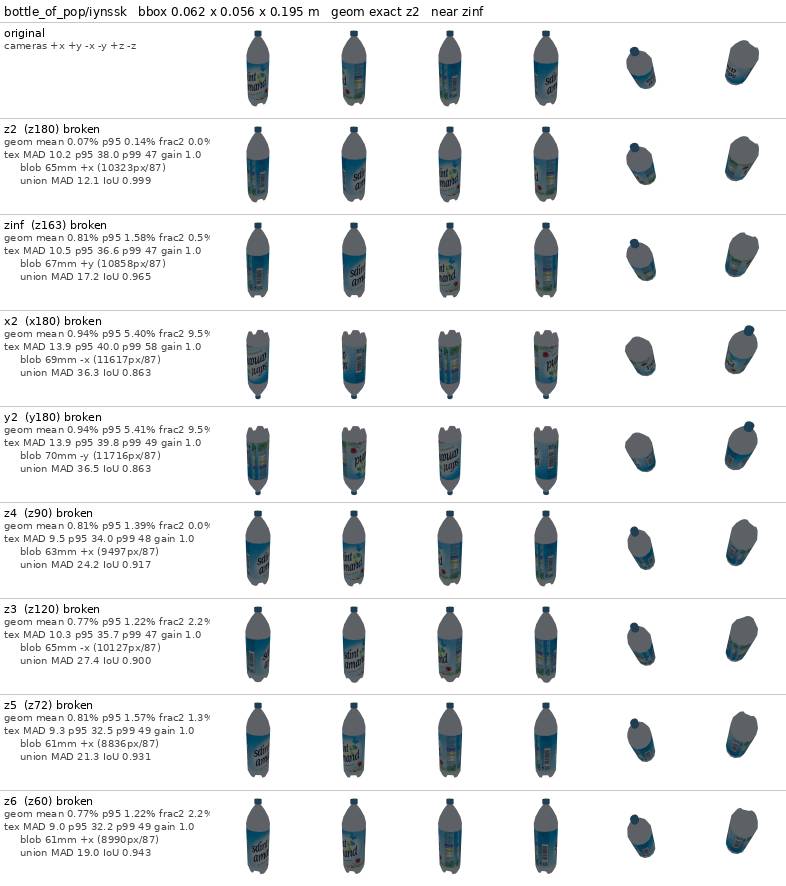 bottle_of_pop/iynssk bbox 0.062 x 0.056 x 0.195 m geom exact z2 near zinf
original
cameras +x +y -x -y +z -z
z2 (z180) broken
geom mean 0.07% p95 0.14% frac2 0.0%
tex MAD 10.2 p95 38.0 p99 47 gain 1.0
blob 65mm +x (10323px/87)
union MAD 12.1 IoU 0.999
zinf (z163) broken
geom mean 0.81% p95 1.58% frac2 0.5%
tex MAD 10.5 p95 36.6 p99 47 gain 1.0
blob 67mm +y (10858px/87)
union MAD 17.2 IoU 0.965
x2 (x180) broken
geom mean 0.94% p95 5.40% frac2 9.5%
tex MAD 13.9 p95 40.0 p99 58 gain 1.0
blob 69mm -x (11617px/87)
union MAD 36.3 IoU 0.863
y2 (y180) broken
geom mean 0.94% p95 5.41% frac2 9.5%
tex MAD 13.9 p95 39.8 p99 49 gain 1.0
blob 70mm -y (11716px/87)
union MAD 36.5 IoU 0.863
z4 (z90) broken
geom mean 0.81% p95 1.39% frac2 0.0%
tex MAD 9.5 p95 34.0 p99 48 gain 1.0
blob 63mm +x (9497px/87)
union MAD 24.2 IoU 0.917
z3 (z120) broken
geom mean 0.77% p95 1.22% frac2 2.2%
tex MAD 10.3 p95 35.7 p99 47 gain 1.0
blob 65mm -x (10127px/87)
union MAD 27.4 IoU 0.900
z5 (z72) broken
geom mean 0.81% p95 1.57% frac2 1.3%
tex MAD 9.3 p95 32.5 p99 49 gain 1.0
blob 61mm +x (8836px/87)
union MAD 21.3 IoU 0.931
z6 (z60) broken
geom mean 0.77% p95 1.22% frac2 2.2%
tex MAD 9.0 p95 32.2 p99 49 gain 1.0
blob 61mm +x (8990px/87)
union MAD 19.0 IoU 0.943